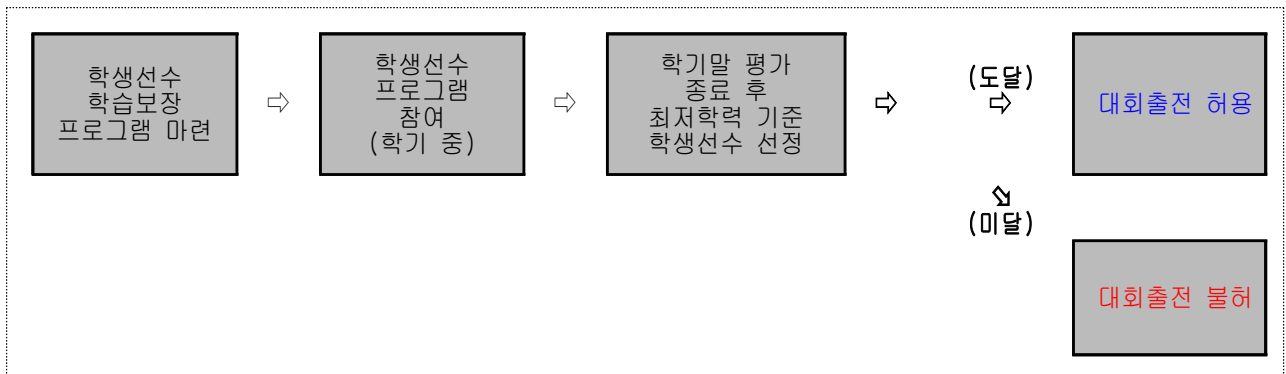 학생선수
학습보장
프로그램 마련
⇨
학생선수
프로그램
참여
(학기 중)
⇨
학기말 평가
종료 후
최저학력 기준
학생선수 선정
⇨
(도달)
⇨
대회출전 허용
⇘
(미달)
대회출전 불허